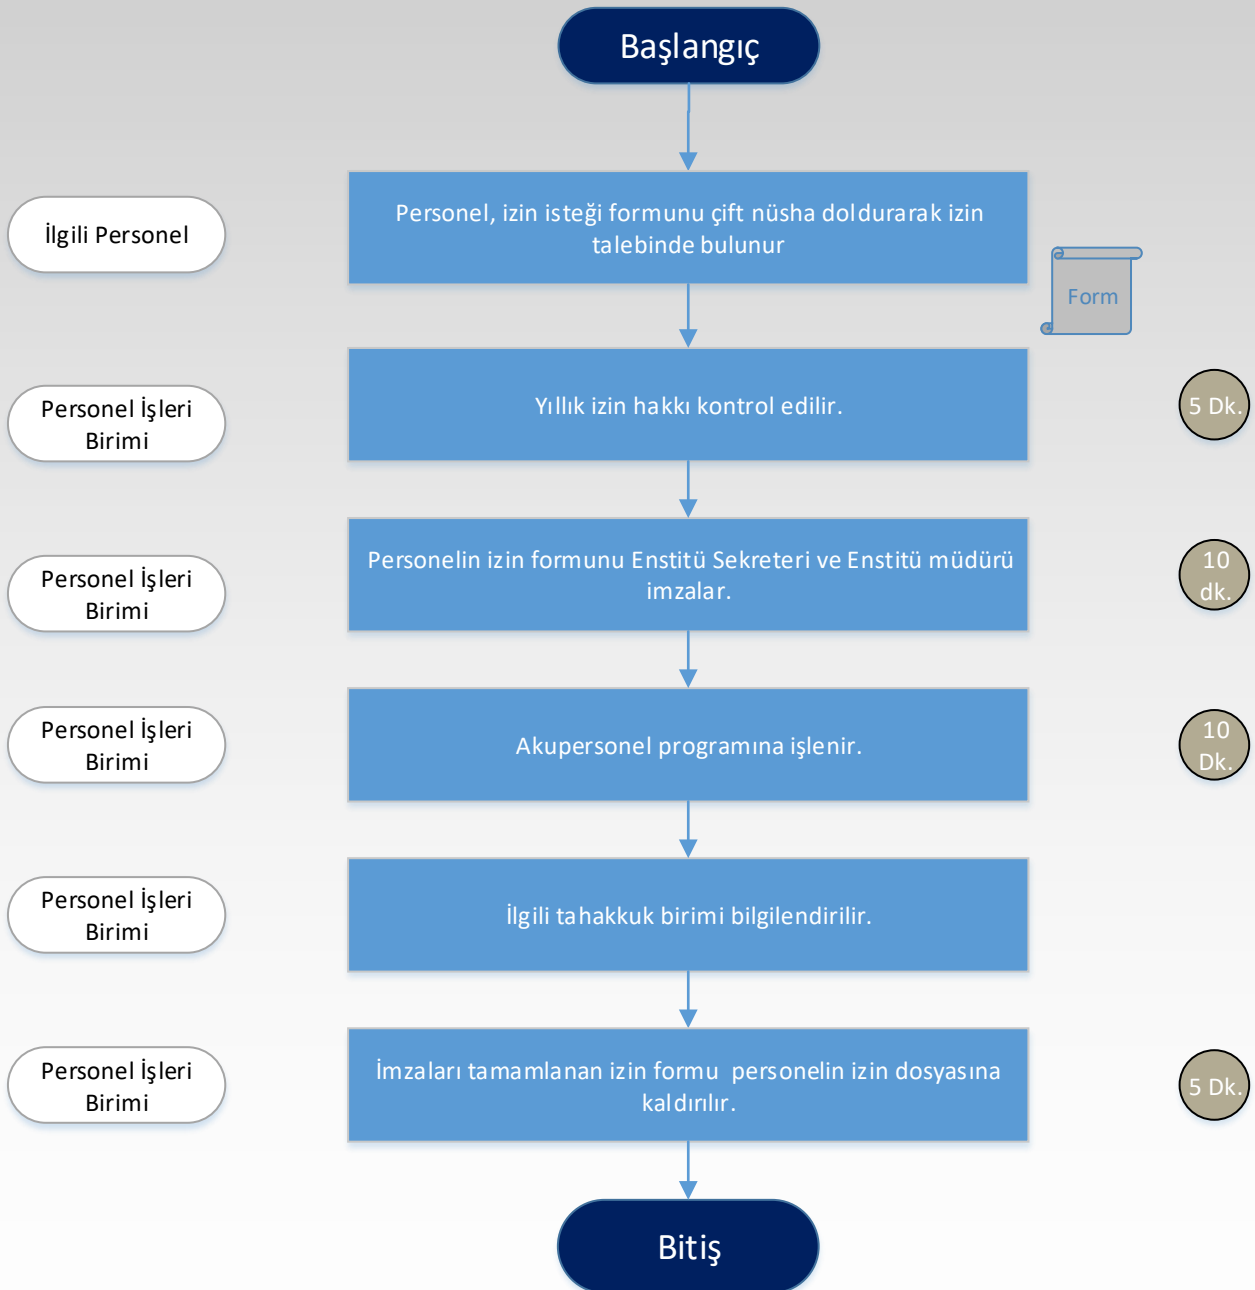 Başlangıç
İlgili Personel
Personel, izin isteği formunu çift nüsha doldurarak izin
talebinde bulunur
Form
Personel İşleri
Birimi
Yıllık izin hakkı kontrol edilir.
5 Dk.
Personel İşleri
Birimi
Personelin izin formunu Enstitü Sekreteri ve Enstitü müdürü
imzalar.
10
dk.
Personel İşleri
Birimi
Akupersonel programına işlenir.
10
Dk.
Personel İşleri
Birimi
İlgili tahakkuk birimi bilgilendirilir.
Personel İşleri
Birimi
İmzaları tamamlanan izin formu  personelin izin dosyasına
kaldırılır.
5 Dk.
Bitiş